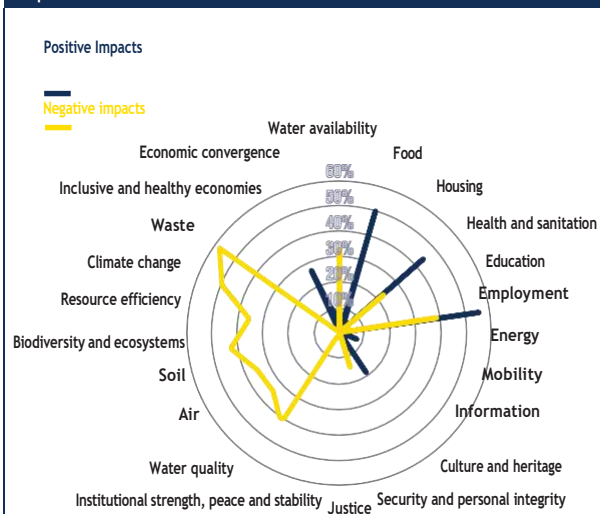 Positive Impacts
Negative impacts
Water availability
Economic convergence
Food
60%
Inclusive and healthy economies
Housing
50%
Waste
40%
Health and sanitation
30%
Climate change
Education
20%
Resource efficiency
10%
Employment
Biodiversity and ecosystems
Energy
Soil
Mobility
Air
Information
Water quality
Culture and heritage
Institutional strength, peace and stability
Justice
Security and personal integrity